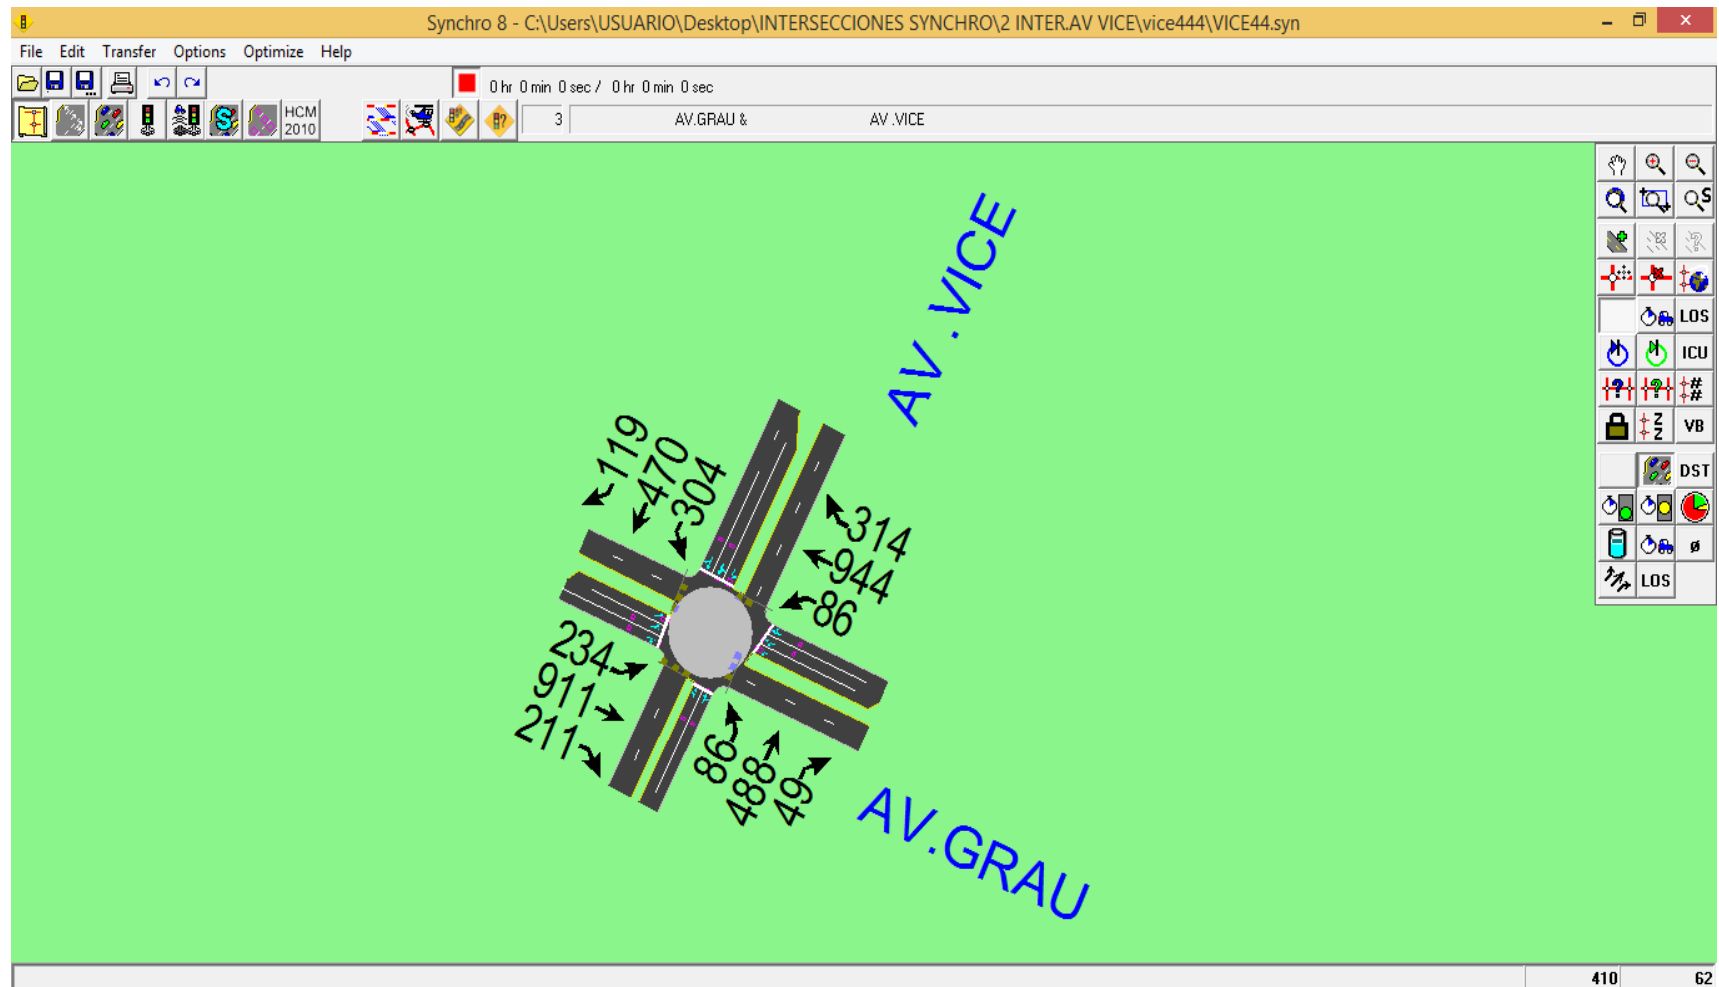 Synchro 8 - C:\Users\USUARIO\Desktop\INTERSECCIONES SYNCHRO\2 INTER.AV VICE\vice444\VICE44.syn
File Edit Transfer Options Optimize Help
0 hr 0 min 0 sec / 0 hr 0 min 0 sec
HCM
2010
3 AV.GRAU & AV .VICE
S
LOS
ICU
##
Z
Z
VB
DST
ø
LOS
AV .VICE
119
470
304
314
944
86
234
911
211
86
488
49
AV.GRAU
410 62